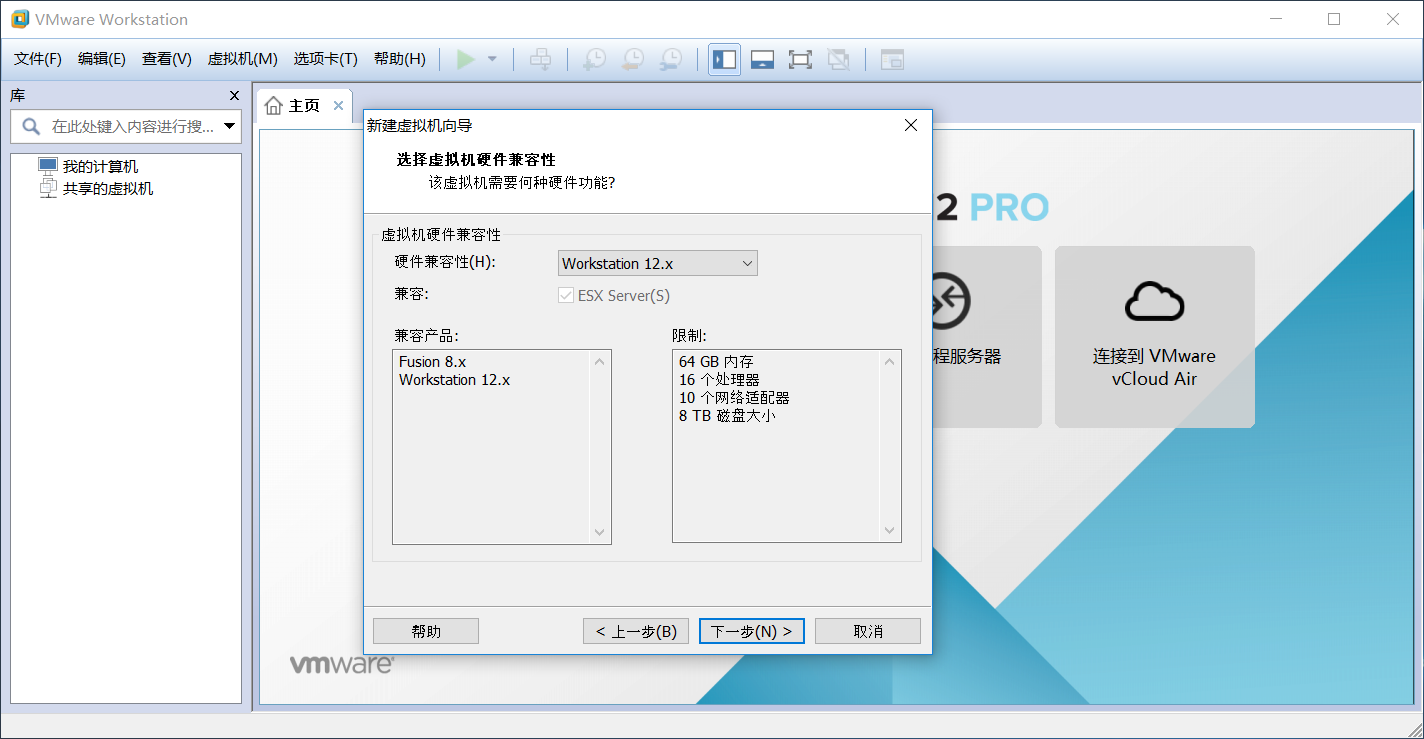 VMware Workstation
文件(F) 编辑(E) 查看(V) 虚拟机(M) 选项卡(T) 帮助(H)
库
在此处键入内容进行搜...
我的计算机
共享的虚拟机
主页
2 PRO
程服务器
连接到 VMware
vCloud Air
vmware
新建虚拟机向导
选择虚拟机硬件兼容性
该虚拟机需要何种硬件功能?
虚拟机硬件兼容性
硬件兼容性(H): Workstation 12.x
兼容: ESX Server(S)
兼容产品:
Fusion 8.x
Workstation 12.x
限制:
64 GB 内存
16 个处理器
10 个网络适配器
8 TB 磁盘大小
帮助 < 上一步(B) 下一步(N) > 取消